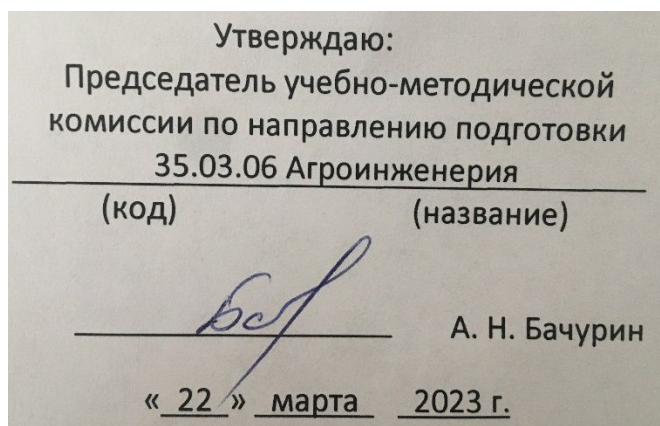 Утверждаю:
Председатель учебно-методической
комиссии по направлению подготовки
35.03.06 Агроинженерия
(код) (название)
А. Н. Бачурин
« 22 » марта 2023 г.